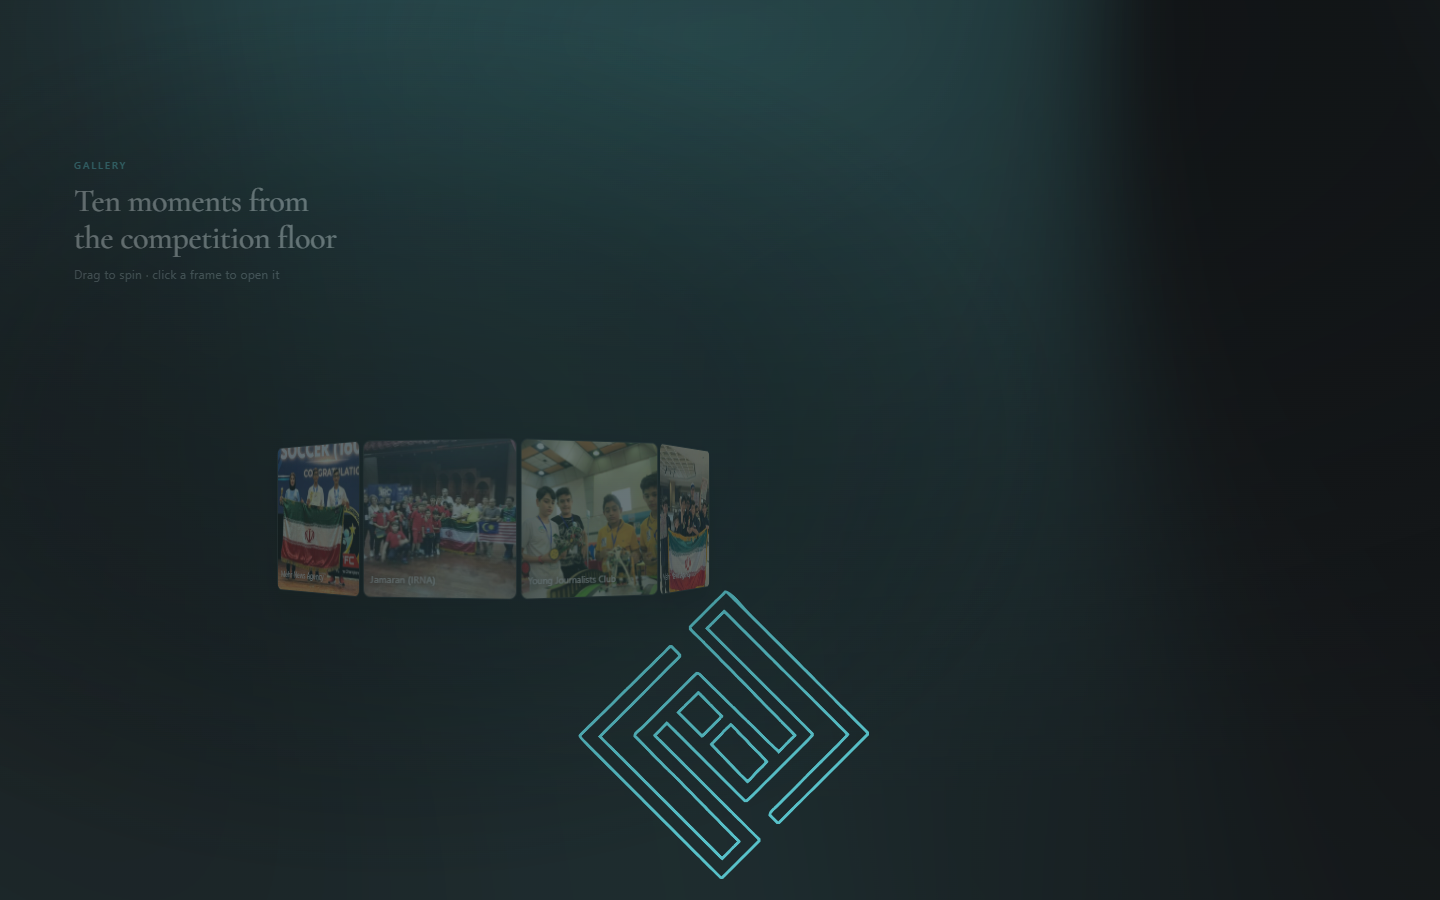 GALLERY
Ten moments from
the competition floor
Drag to spin · click a frame to open it
SOCCER
Jamaran (IRNA)
Young Journalists Club